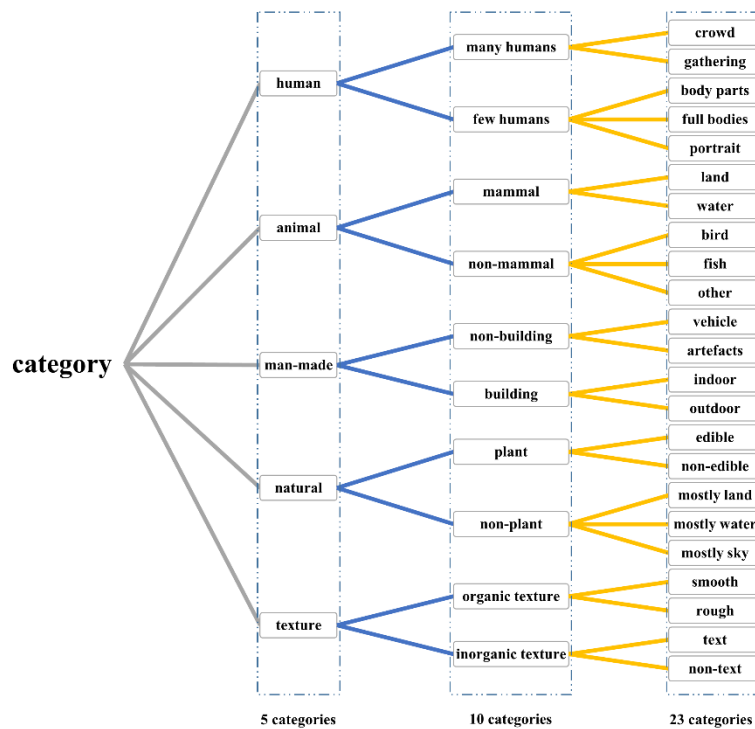 category
human
animal
man-made
natural
texture
many humans
few humans
mammal
non-mammal
non-building
building
plant
non-plant
organic texture
inorganic texture
crowd
gathering
body parts
full bodies
portrait
land
water
bird
fish
other
vehicle
artefacts
indoor
outdoor
edible
non-edible
mostly land
mostly water
mostly sky
smooth
rough
text
non-text
5 categories
10 categories
23 categories